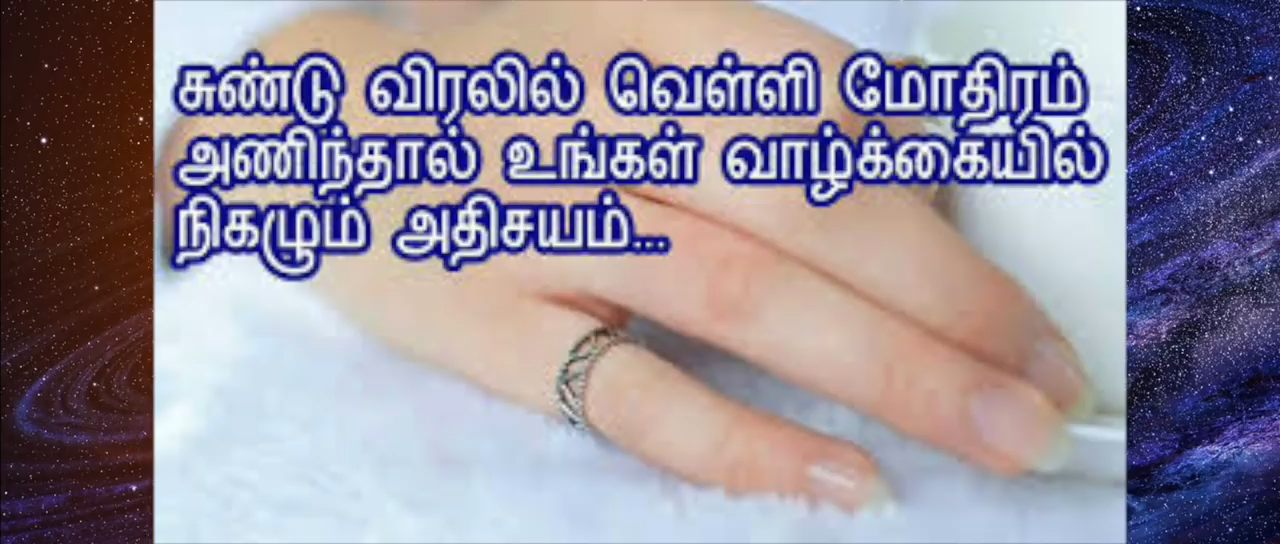 சுண்டு விரலில் வெள்ளி மோதிரம்
அணிந்தால் உங்கள் வாழ்க்கையில்
நிகழும் அதிசயம்...